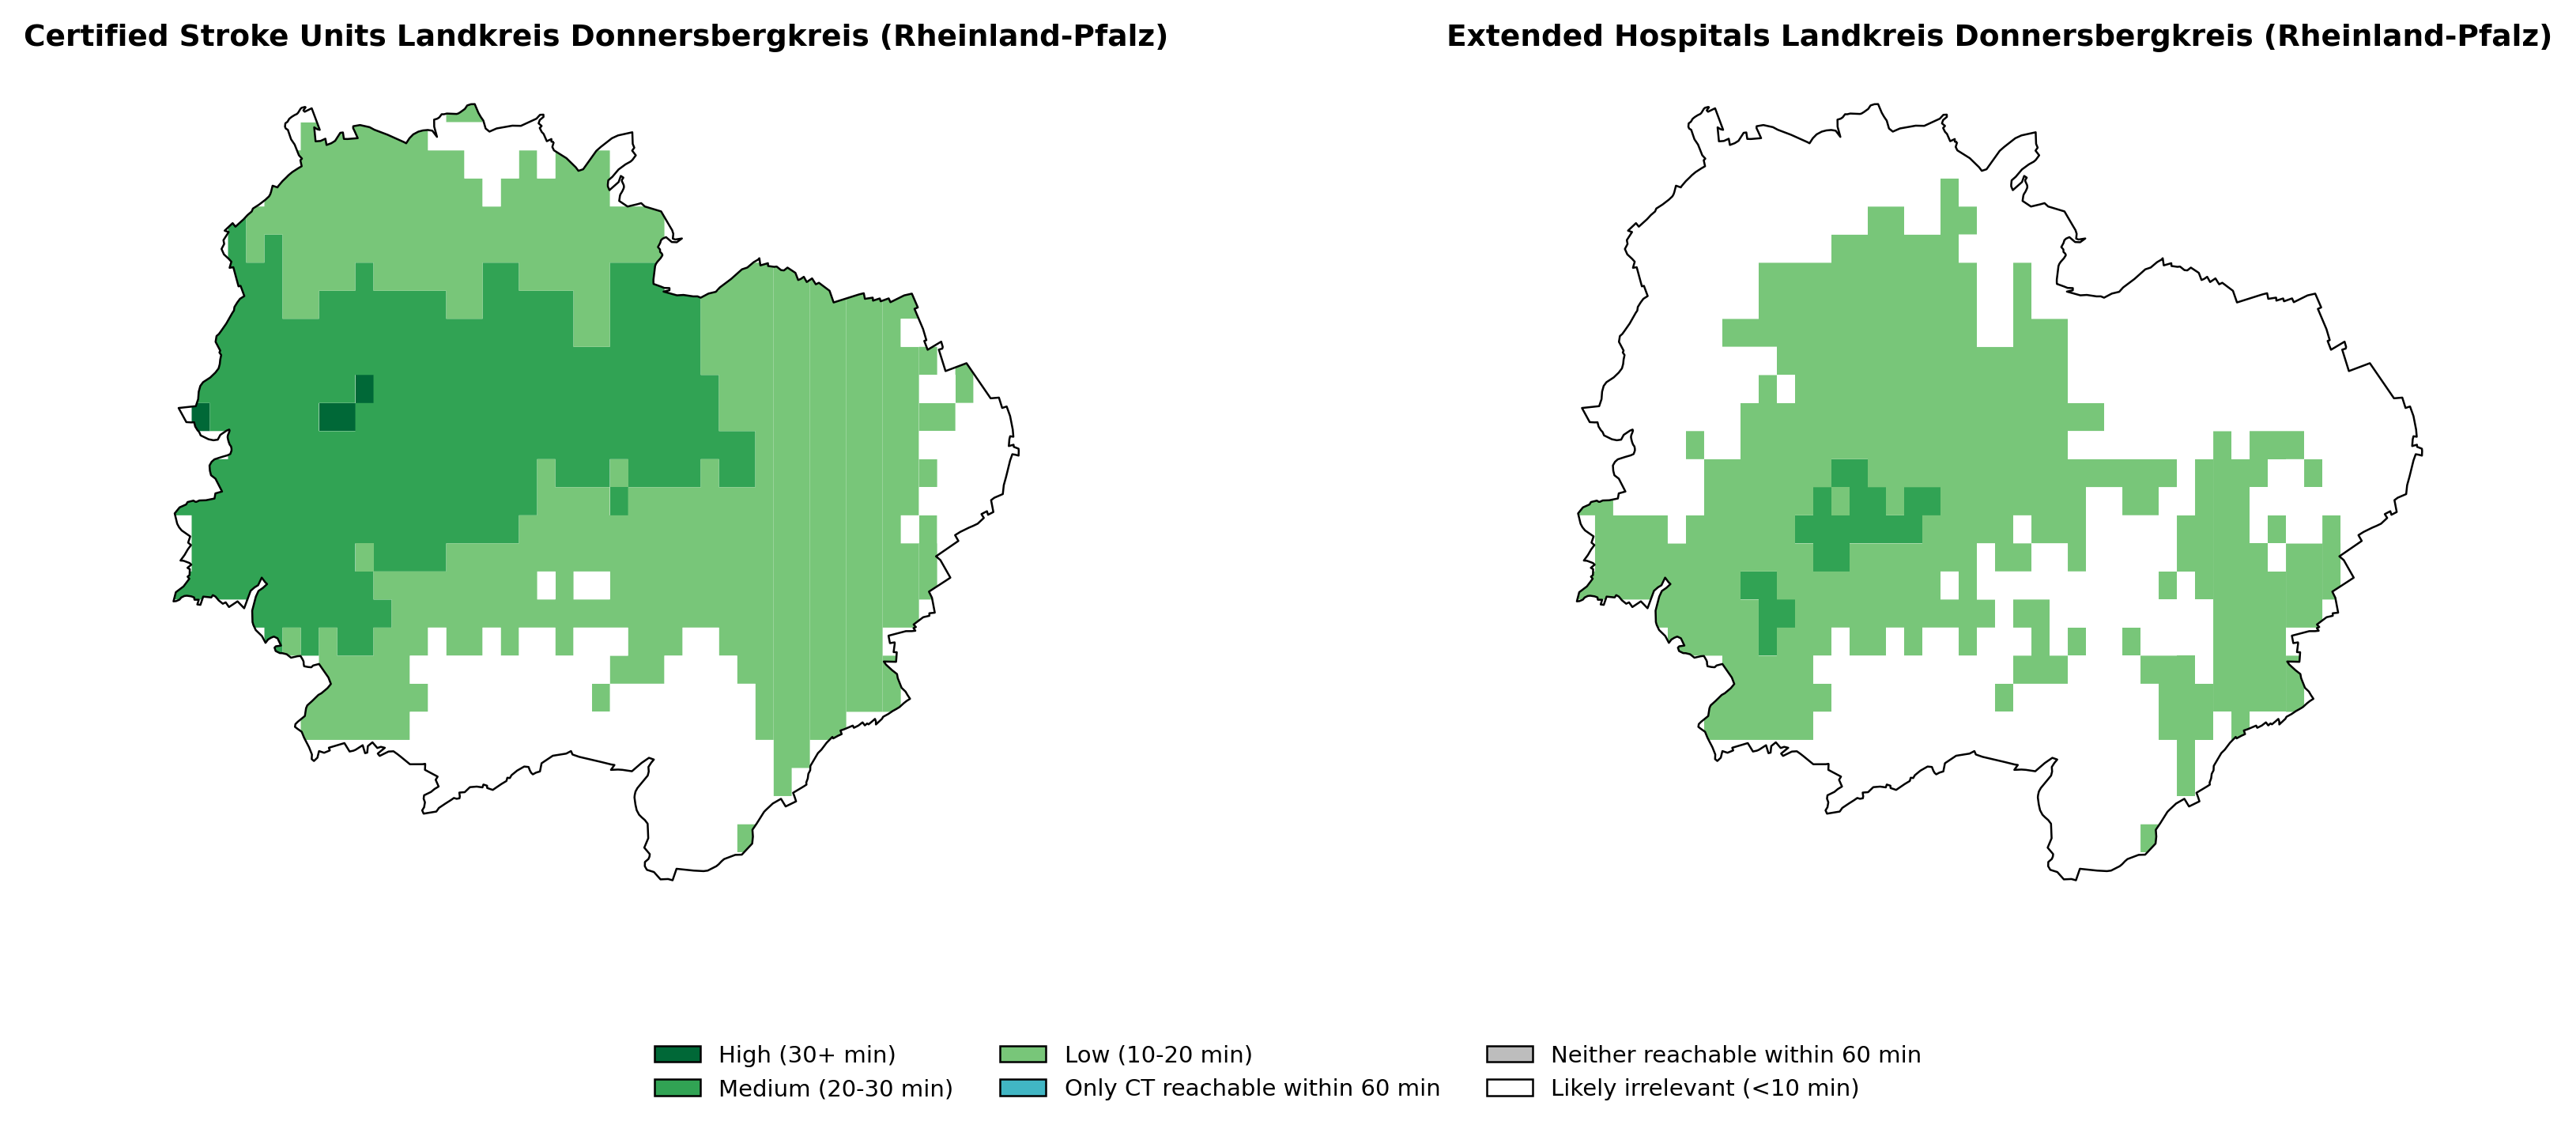 Certified Stroke Units Landkreis Donnersbergkreis (Rheinland-Pfalz)
Extended Hospitals Landkreis Donnersbergkreis (Rheinland-Pfalz)
High (30+ min)
Medium (20-30 min)
Low (10-20 min)
Only CT reachable within 60 min
Neither reachable within 60 min
Likely irrelevant (<10 min)